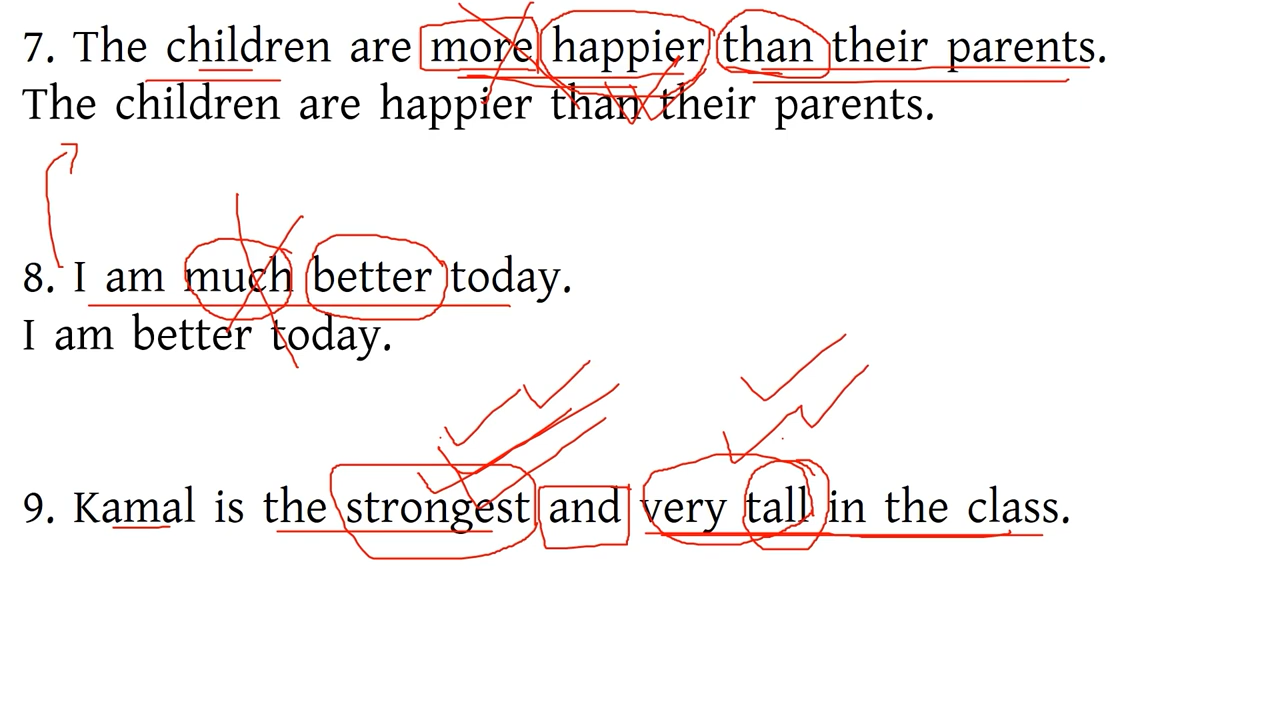 7. The children are more happier than their parents.
The children are happier than their parents.
8. I am much better today.
I am better today.
9. Kamal is the strongest and very tall in the class.